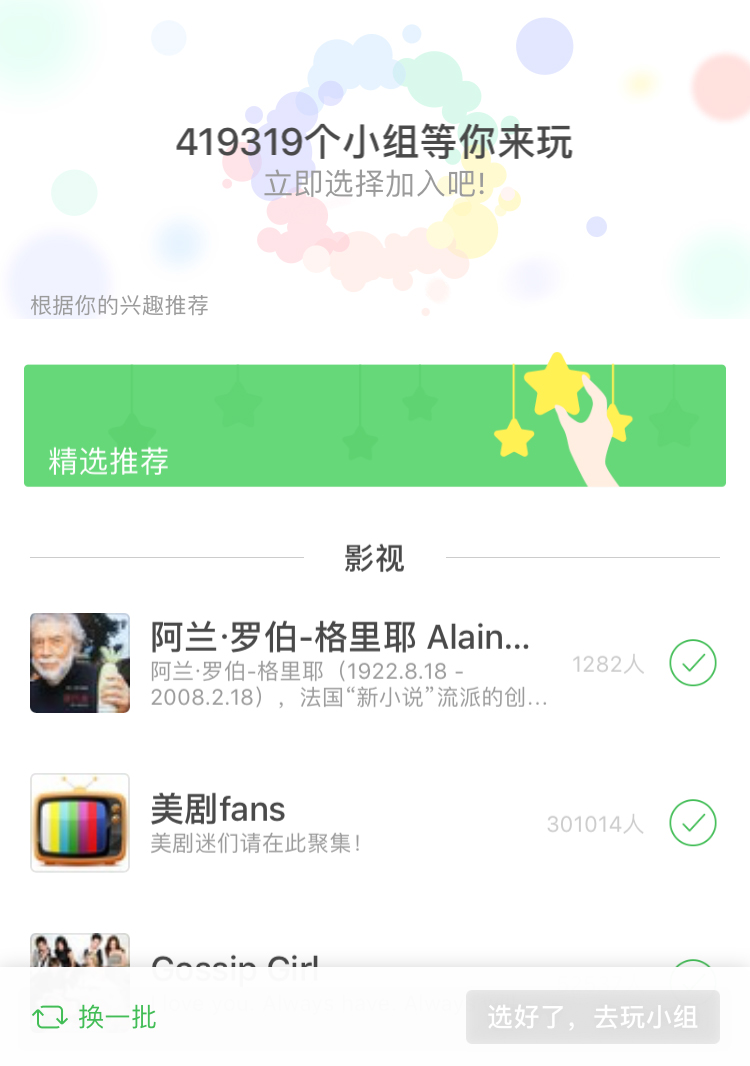 419319个小组等你来玩
立即选择加入吧!
根据你的兴趣推荐
精选推荐
影视
阿兰·罗伯-格里耶 Alain...
阿兰·罗伯-格里耶（1922.8.18 -
2008.2.18），法国“新小说”流派的创...
1282人
美剧fans
美剧迷们请在此聚集！
301014人
Gossip Girl
换一批
选好了，去玩小组